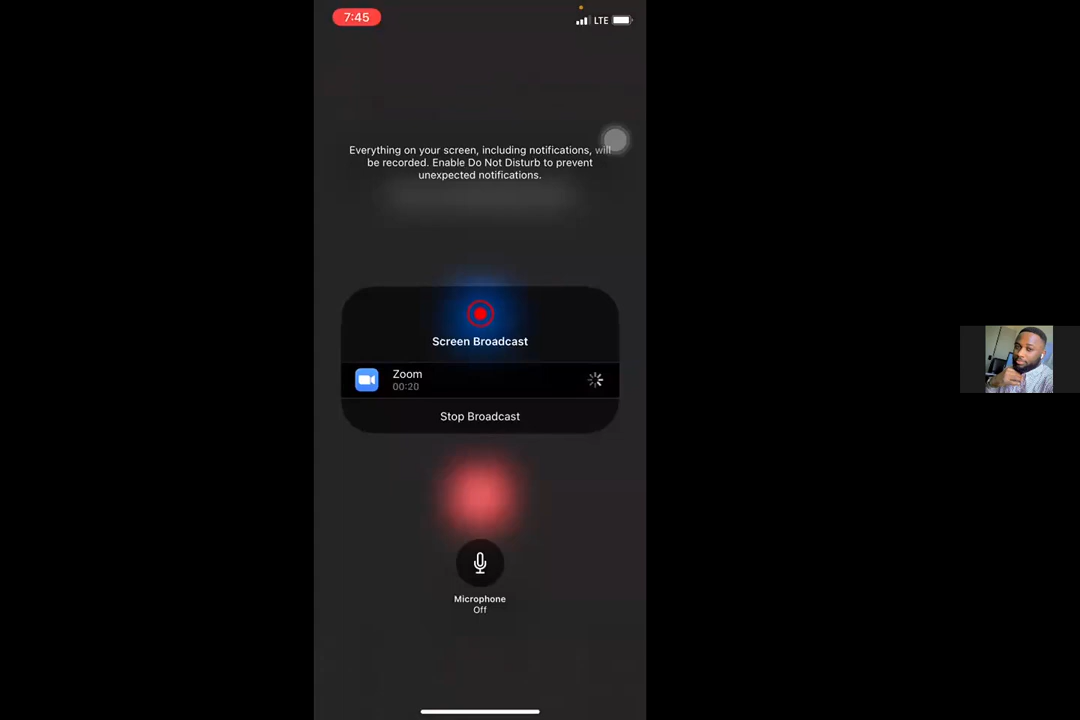 7:45
LTE
Everything on your screen, including notifications, will
be recorded. Enable Do Not Disturb to prevent
unexpected notifications.
Screen Broadcast
Zoom
00:20
Stop Broadcast
Microphone
Off